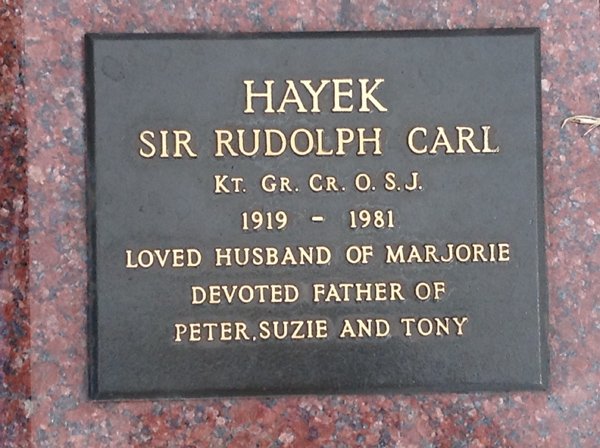 HAYEK
SIR RUDOLPH CARL
KT. GR. CR. O. S. J.
1919 - 1981
LOVED HUSBAND OF MARJORIE
DEVOTED FATHER OF
PETER, SUZIE AND TONY